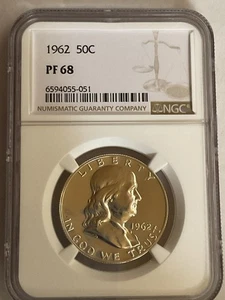 1962 50C
PF 68
6594055-051
NUMISMATIC GUARANTY COMPANY
NGC
LIBERTY
1962
IN GOD WE TRUST